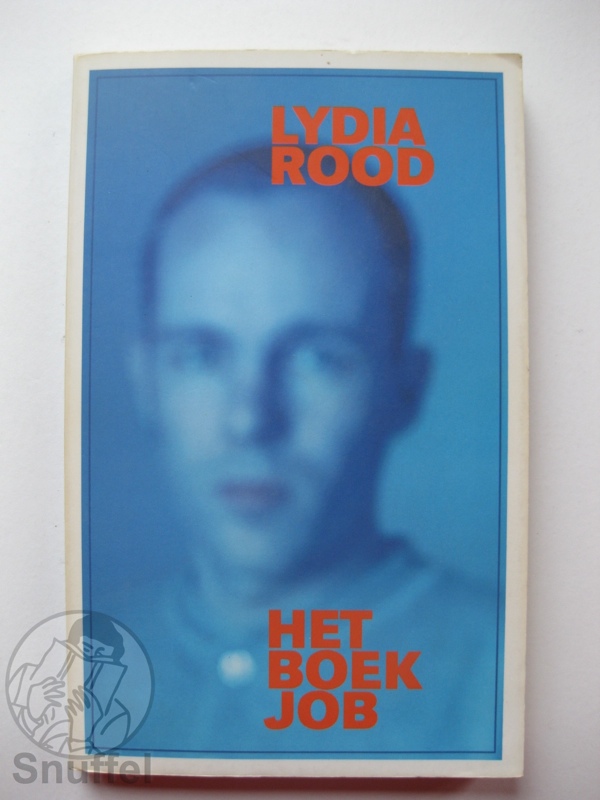 LYDIA
ROOD
HET
BOEK
JOB
Snuffel